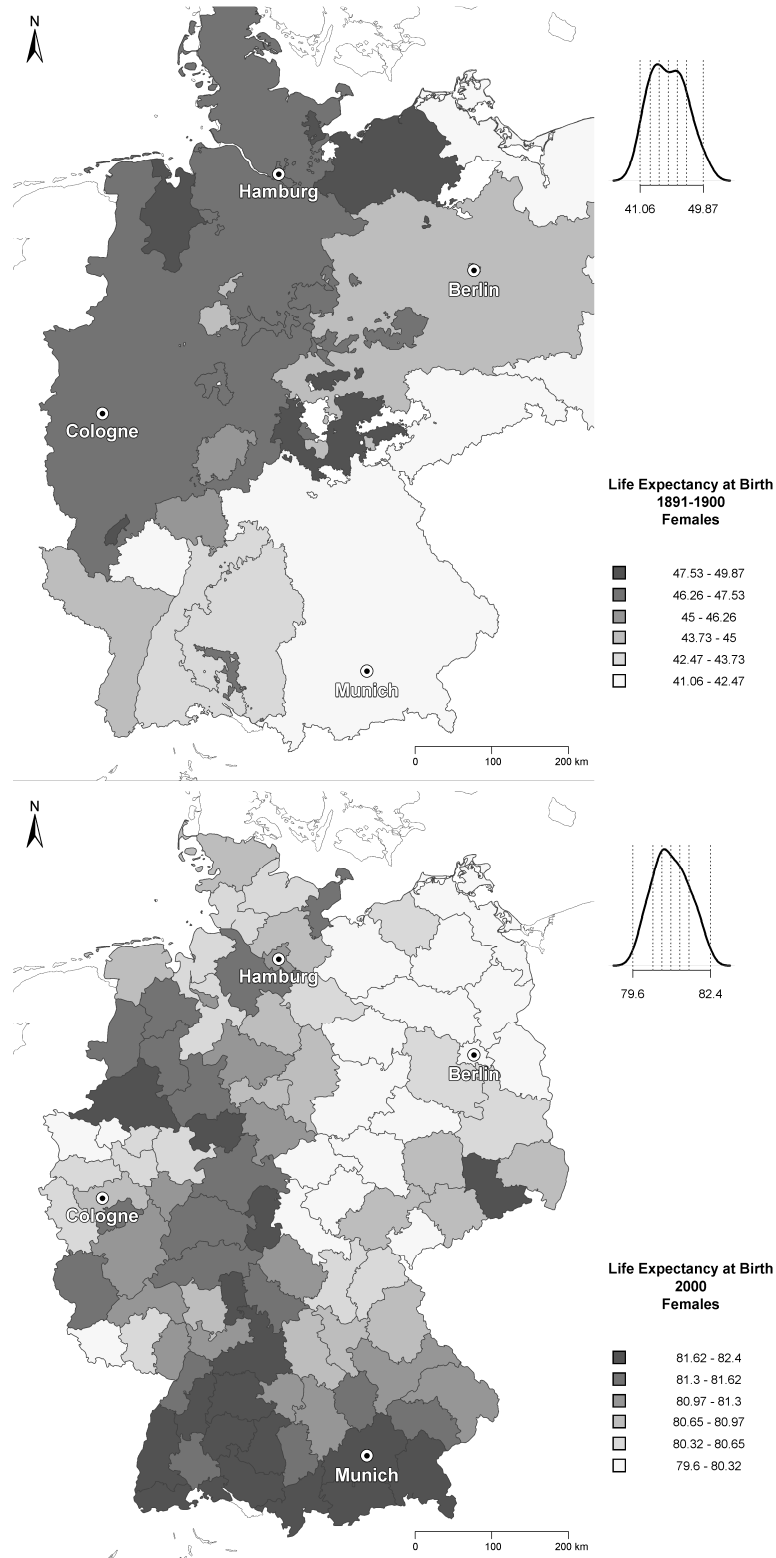 N
Hamburg
Berlin
Cologne
Munich
41.06 49.87
Life Expectancy at Birth
1891-1900
Females
47.53 - 49.87
46.26 - 47.53
45 - 46.26
43.73 - 45
42.47 - 43.73
41.06 - 42.47
0 100 200 km
N
Hamburg
Berlin
Cologne
Munich
79.6 82.4
Life Expectancy at Birth
2000
Females
81.62 - 82.4
81.3 - 81.62
80.97 - 81.3
80.65 - 80.97
80.32 - 80.65
79.6 - 80.32
0 100 200 km